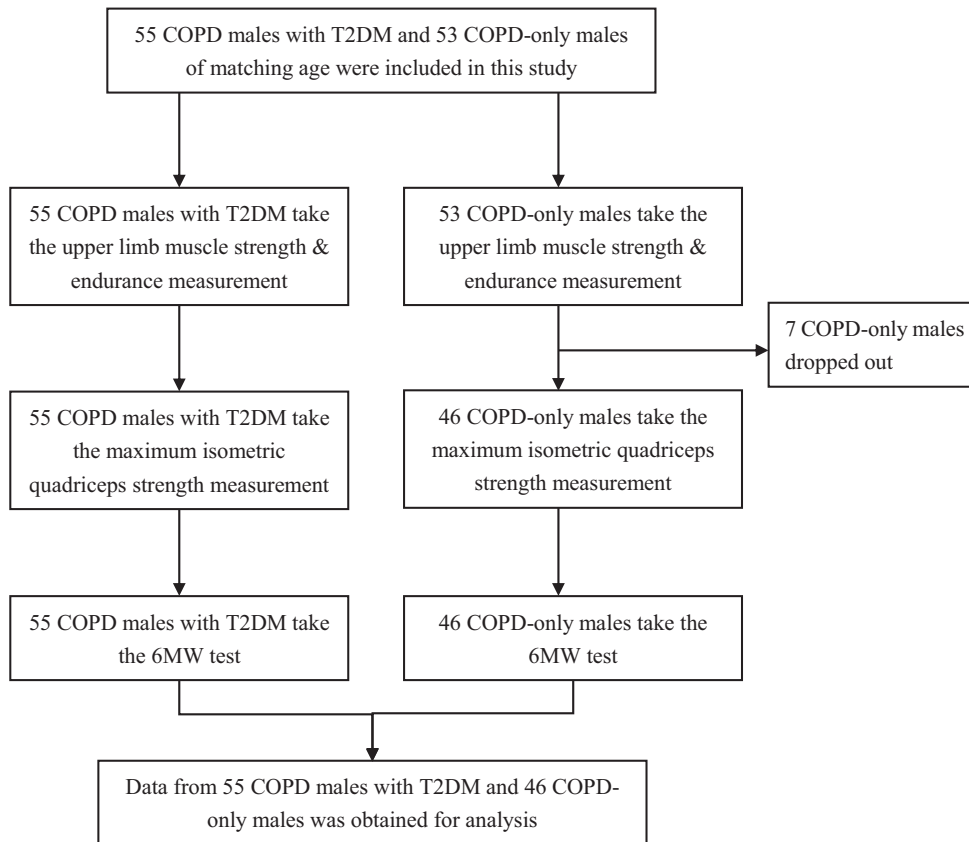 55 COPD males with T2DM and 53 COPD-only males
of matching age were included in this study
55 COPD males with T2DM take
the upper limb muscle strength &
endurance measurement
53 COPD-only males take the
upper limb muscle strength &
endurance measurement
7 COPD-only males
dropped out
55 COPD males with T2DM take
the maximum isometric
quadriceps strength measurement
46 COPD-only males take the
maximum isometric quadriceps
strength measurement
55 COPD males with T2DM take
the 6MW test
46 COPD-only males take the
6MW test
Data from 55 COPD males with T2DM and 46 COPD-
only males was obtained for analysis